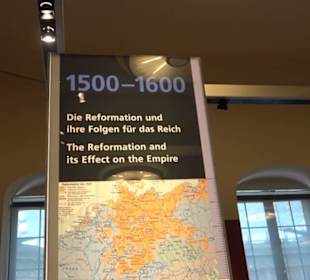 1500—1600
Die Reformation und
ihre Folgen für das Reich
The Reformation and
its Effect on the Empire